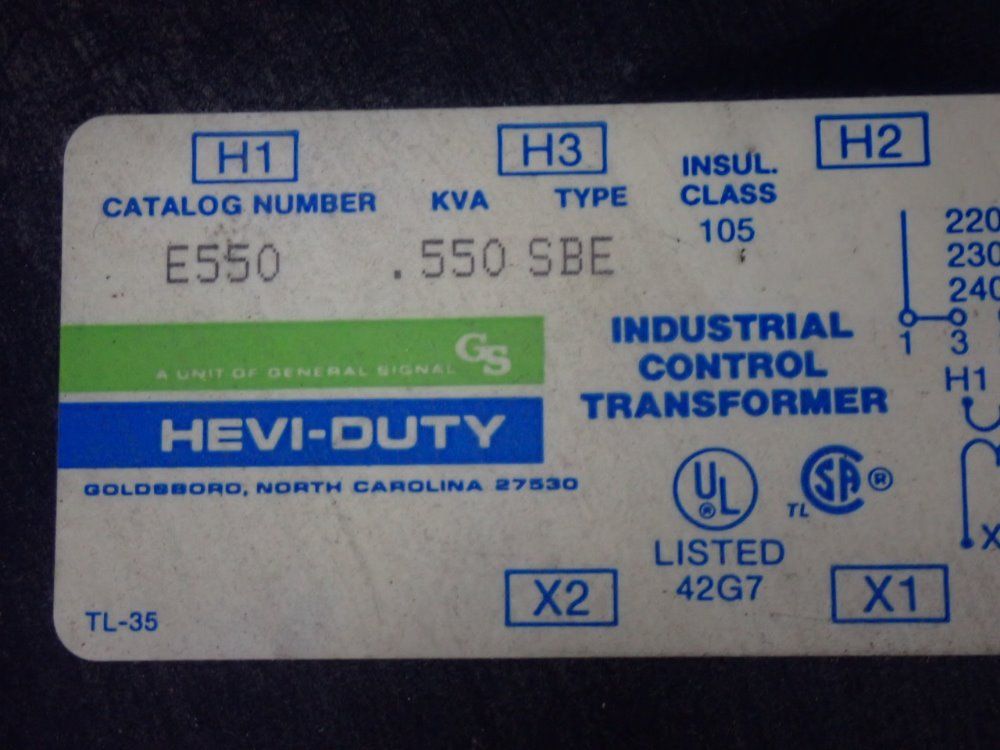 H1 H3 H2
CATALOG NUMBER KVA TYPE INSUL. CLASS
E550 .550 SBE 105
220
230
240
1 3
GS
A UNIT OF GENERAL SIGNAL
HEVI-DUTY
GOLDSBORO, NORTH CAROLINA 27530
INDUSTRIAL
CONTROL
TRANSFORMER
H1
UL ®
SA ®
TL
LISTED
42G7
X
X2 X1
TL-35